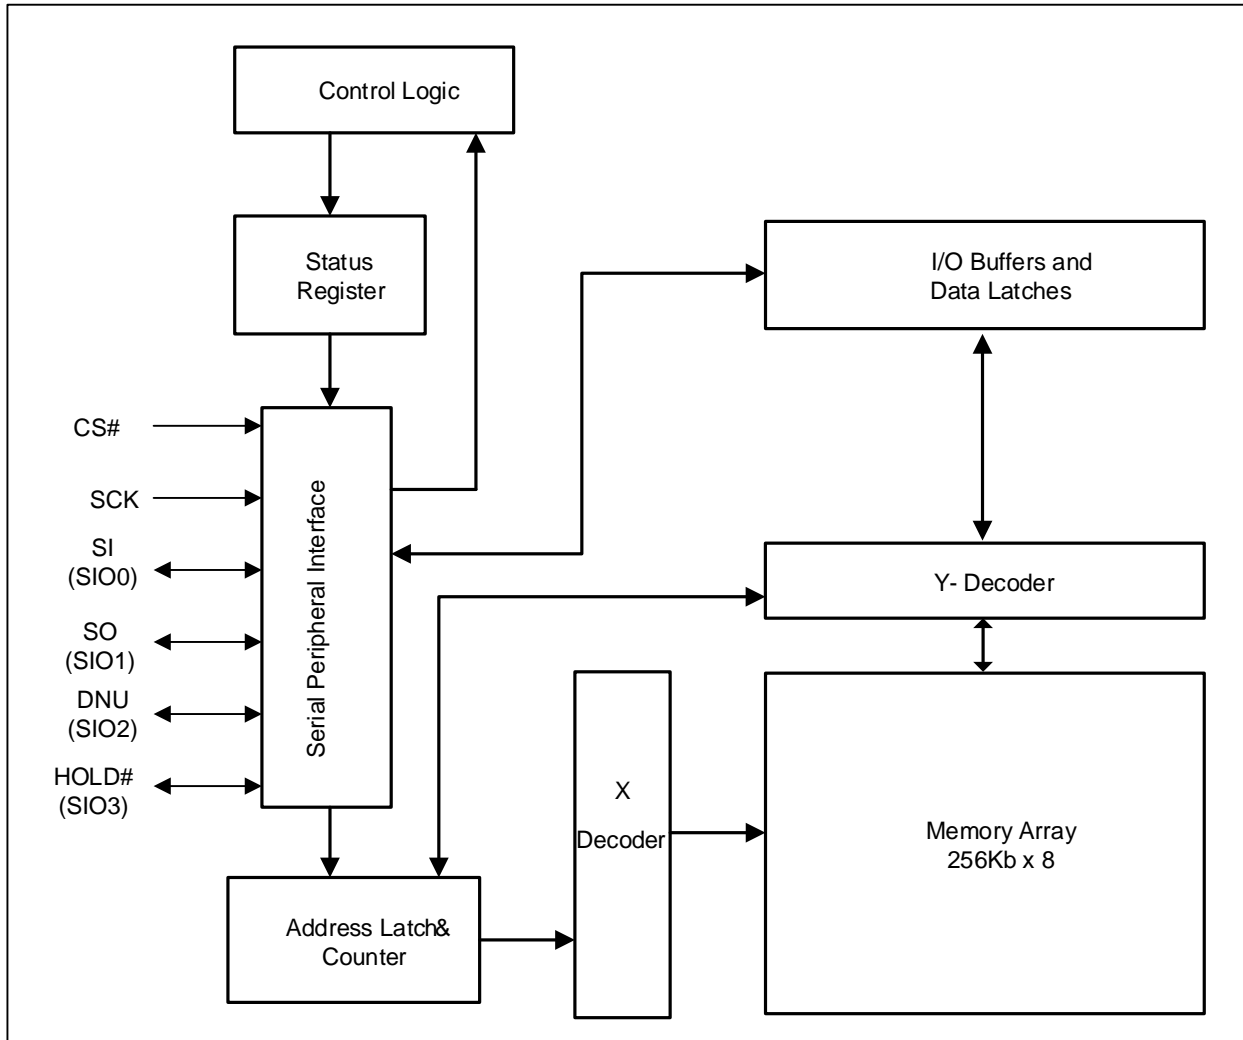 Control Logic
Status
Register
I/O Buffers and
Data Latches
CS#
SCK
SI
(SIO0)
SO
(SIO1)
DNU
(SIO2)
HOLD#
(SIO3)
Serial Peripheral Interface
Y- Decoder
X
Decoder
Memory Array
256Kb x 8
Address Latch&
Counter